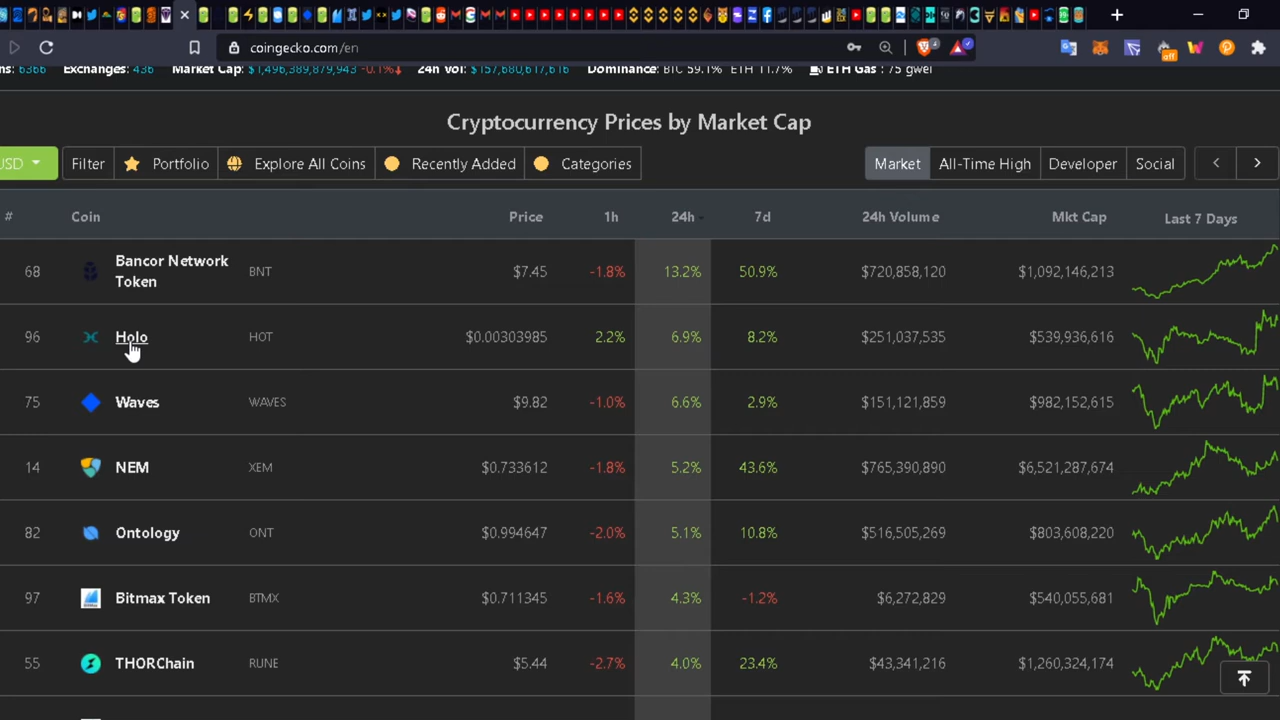 coingecko.com/en
ns: 6366 Exchanges: 436 Market Cap: $1,496,389,879,943 -0.1% 24h Vol: $157,680,617,616 Dominance: BTC 59.1% ETH 11.7% ETH Gas: 75 gwei
Cryptocurrency Prices by Market Cap
USD Filter Portfolio Explore All Coins Recently Added Categories Market All-Time High Developer Social
# Coin Price 1h 24h 7d 24h Volume Mkt Cap Last 7 Days
68 Bancor Network Token BNT $7.45 -1.8% 13.2% 50.9% $720,858,120 $1,092,146,213
96 Holo HOT $0.00303985 2.2% 6.9% 8.2% $251,037,535 $539,936,616
75 Waves WAVES $9.82 -1.0% 6.6% 2.9% $151,121,859 $982,152,615
14 NEM XEM $0.733612 -1.8% 5.2% 43.6% $765,390,890 $6,521,287,674
82 Ontology ONT $0.994647 -2.0% 5.1% 10.8% $516,505,269 $803,608,220
97 Bitmax Token BTMX $0.711345 -1.6% 4.3% -1.2% $6,272,829 $540,055,681
55 THORChain RUNE $5.44 -2.7% 4.0% 23.4% $43,341,216 $1,260,324,174